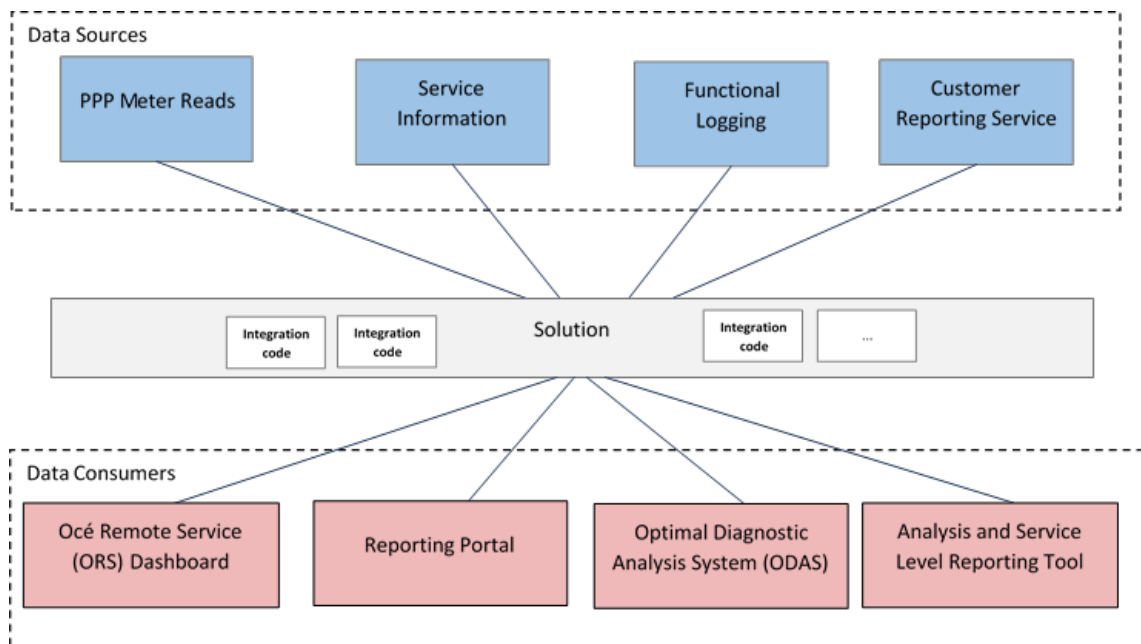 Data Sources
PPP Meter Reads
Service
Information
Functional
Logging
Customer
Reporting Service
Integration
code
Integration
code
Solution
Integration
code
...
Data Consumers
Océ Remote Service
(ORS) Dashboard
Reporting Portal
Optimal Diagnostic
Analysis System (ODAS)
Analysis and Service
Level Reporting Tool